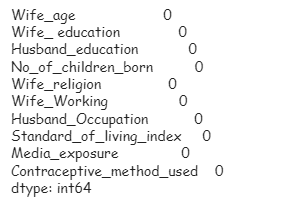 Wife_age 0
Wife_ education 0
Husband_education 0
No_of_children_born 0
Wife_religion 0
Wife_Working 0
Husband_Occupation 0
Standard_of_living_index 0
Media_exposure 0
Contraceptive_method_used 0
dtype: int64